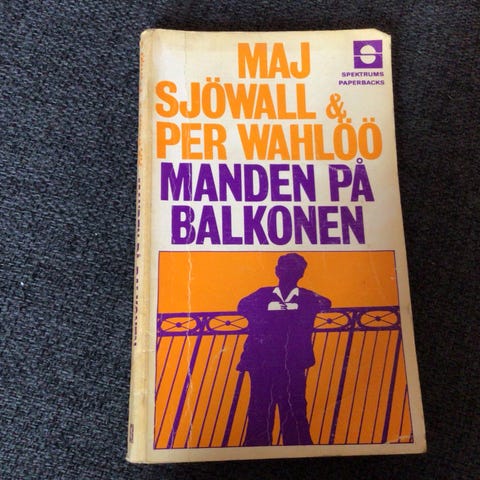 MAJ
SJÖWALL &
PER WAHLÖÖ
MANDEN PÅ
BALKONEN
SPEKTRUMS
PAPERBACKS